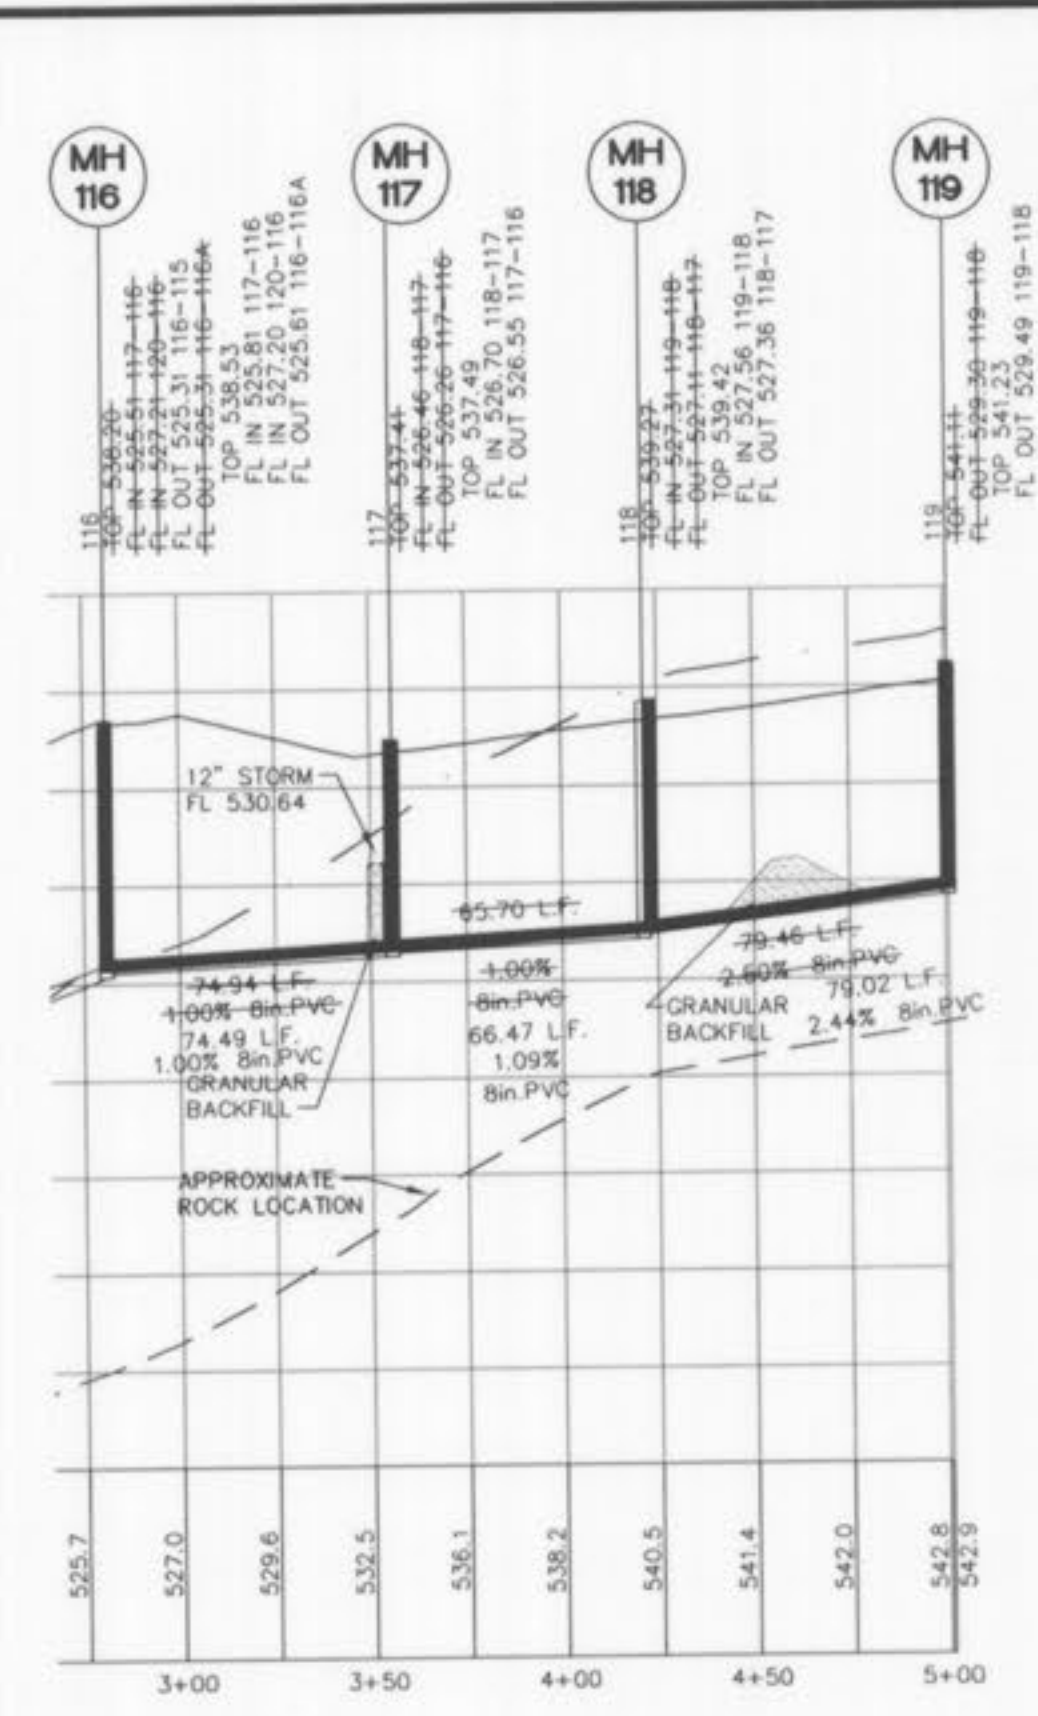 MH
116
MH
117
MH
118
MH
119
116
TOP 538.20
FL IN 525.51 117-116
FL IN 527.21 120-116
FL OUT 525.31 116-115
FL OUT 525.31 116-116A
TOP 538.53
FL IN 525.81 117-116
FL IN 527.20 120-116
FL OUT 525.61 116-116A
117
TOP 537.41
FL IN 526.46 118-117
FL OUT 526.26 117-116
TOP 537.49
FL IN 526.70 118-117
FL OUT 526.55 117-116
118
TOP 539.27
FL IN 527.31 119-118
FL OUT 527.11 118-117
TOP 539.42
FL IN 527.56 119-118
FL OUT 527.36 118-117
119
TOP 541.11
FL OUT 529.30 119-118
TOP 541.23
FL OUT 529.49 119-118
12" STORM
FL 530.64
74.94 L.F.
1.00% 8in.PVC
74.49 L.F.
1.00% 8in.PVC
GRANULAR
BACKFILL
65.70 L.F.
1.00%
8in.PVC
66.47 L.F.
1.09%
8in.PVC
79.46 L.F.
2.60% 8in.PVC
79.02 L.F.
2.44% 8in.PVC
GRANULAR
BACKFILL
APPROXIMATE
ROCK LOCATION
525.7
527.0
529.6
532.5
536.1
538.2
540.5
541.4
542.0
542.8
542.9
3+00
3+50
4+00
4+50
5+00